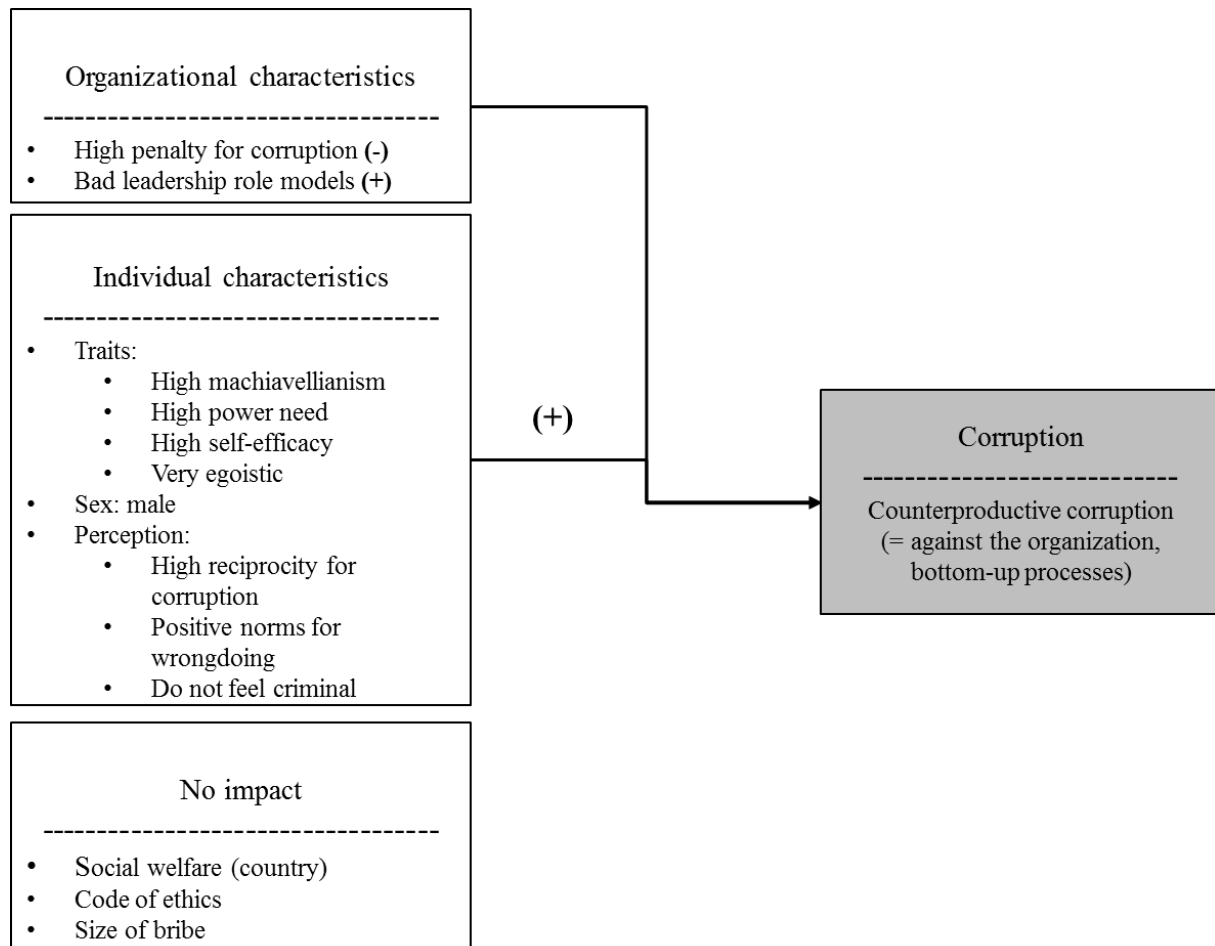 Organizational characteristics
-------------------------------------
• High penalty for corruption (-)
• Bad leadership role models (+)
Individual characteristics
-------------------------------------
• Traits:
• High machiavellianism
• High power need
• High self-efficacy
• Very egoistic
• Sex: male
• Perception:
• High reciprocity for
corruption
• Positive norms for
wrongdoing
• Do not feel criminal
(+)
Corruption
-----------------------------
Counterproductive corruption
(= against the organization,
bottom-up processes)
No impact
-------------------------------------
• Social welfare (country)
• Code of ethics
• Size of bribe